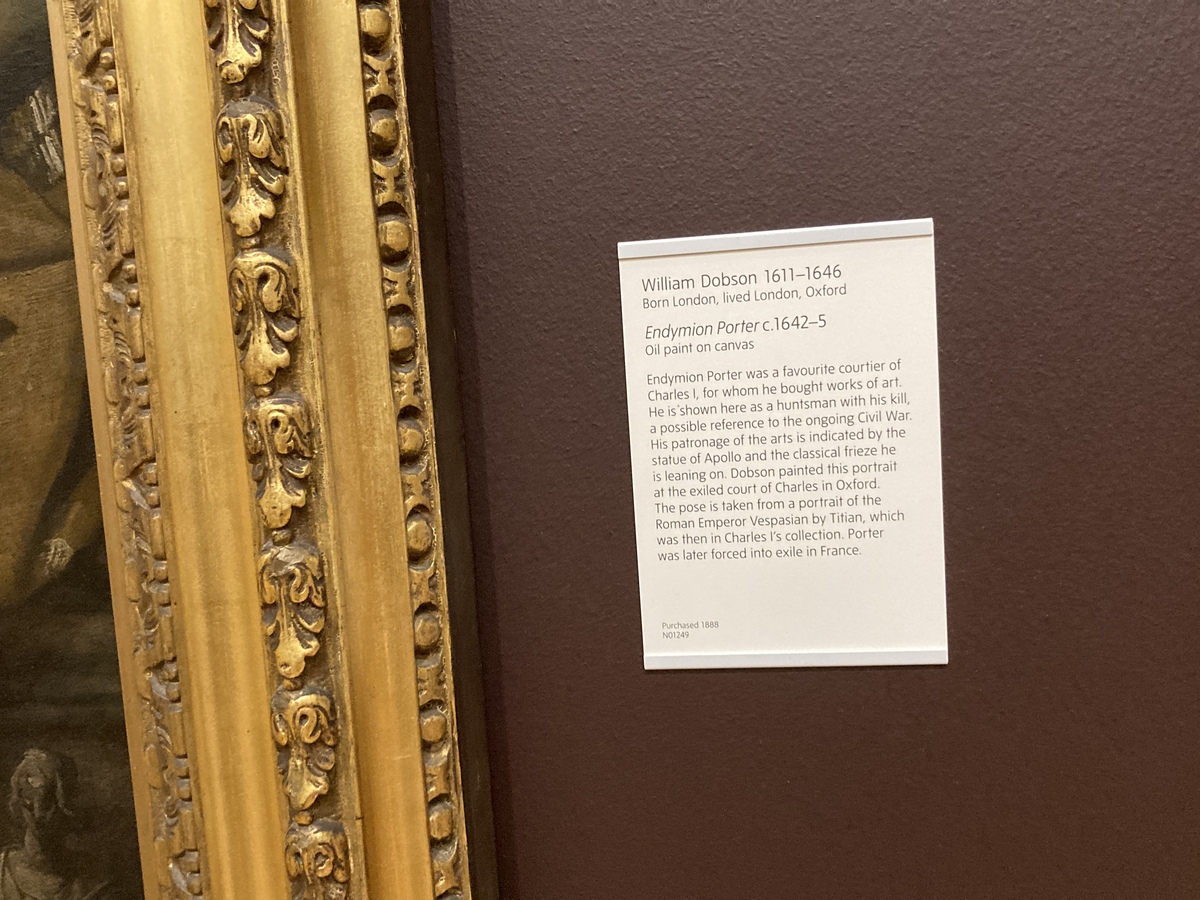 William Dobson 1611–1646
Born London, lived London, Oxford
Endymion Porter c.1642–5
Oil paint on canvas
Endymion Porter was a favourite courtier of
Charles I, for whom he bought works of art.
He is shown here as a huntsman with his kill,
a possible reference to the ongoing Civil War.
His patronage of the arts is indicated by the
statue of Apollo and the classical frieze he
is leaning on. Dobson painted this portrait
at the exiled court of Charles in Oxford.
The pose is taken from a portrait of the
Roman Emperor Vespasian by Titian, which
was then in Charles I's collection. Porter
was later forced into exile in France.
Purchased 1888
N01249